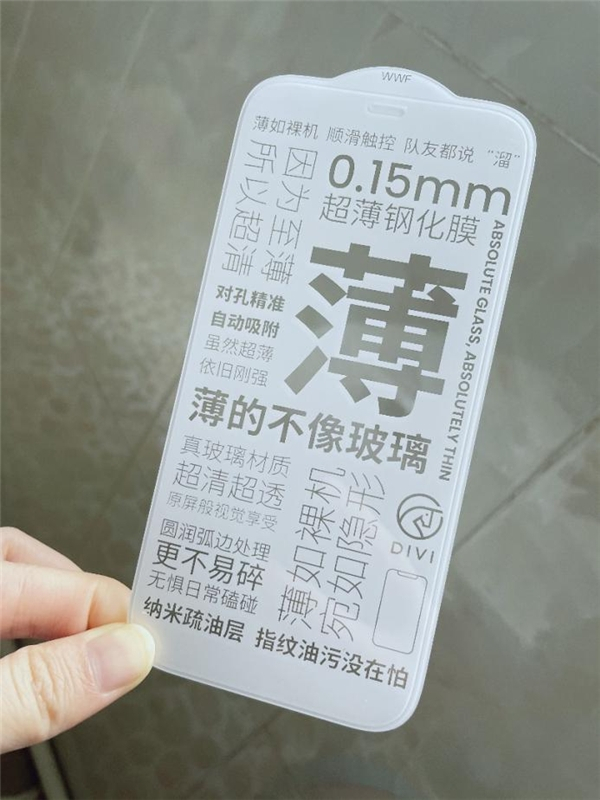 WWF
薄如裸机 顺滑触控 队友都说 “溜”
0.15mm
超薄钢化膜
因为至薄
所以超清
薄
ABSOLUTE GLASS, ABSOLUTELY THIN
对孔精准
自动吸附
虽然超薄
依旧刚强
薄的不像玻璃
真玻璃材质
超清超透
原屏般视觉享受
圆润弧边处理
更不易碎
无惧日常磕碰
薄如裸机
宛如隐形
DIVI
纳米疏油层 指纹油污没在怕